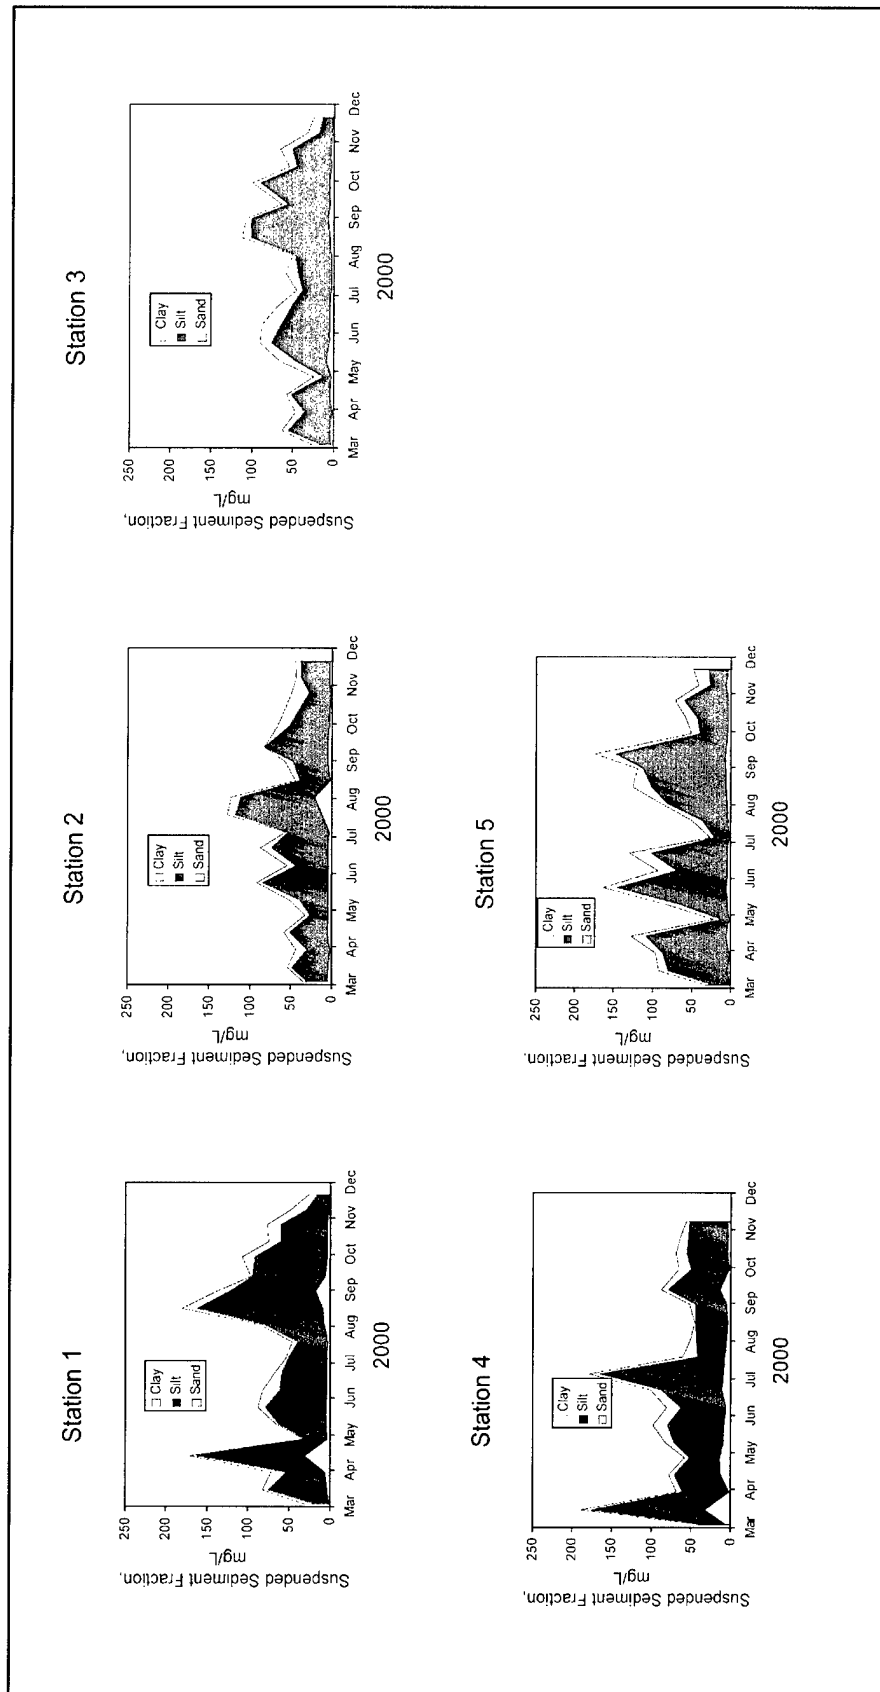 Station 1
Suspended Sediment Fraction,
mg/L
250
200
150
100
50
0
Clay
Silt
Sand
Mar Apr May Jun Jul Aug Sep Oct Nov Dec
2000
Station 2
Suspended Sediment Fraction,
mg/L
250
200
150
100
50
0
Clay
Silt
Sand
Mar Apr May Jun Jul Aug Sep Oct Nov Dec
2000
Station 3
Suspended Sediment Fraction,
mg/L
250
200
150
100
50
0
Clay
Silt
Sand
Mar Apr May Jun Jul Aug Sep Oct Nov Dec
2000
Station 4
Suspended Sediment Fraction,
mg/L
250
200
150
100
50
0
Clay
Silt
Sand
Mar Apr May Jun Jul Aug Sep Oct Nov Dec
2000
Station 5
Suspended Sediment Fraction.
mg/L
250
200
150
100
50
0
Clay
Silt
Sand
Mar Apr May Jun Jul Aug Sep Oct Nov Dec
2000